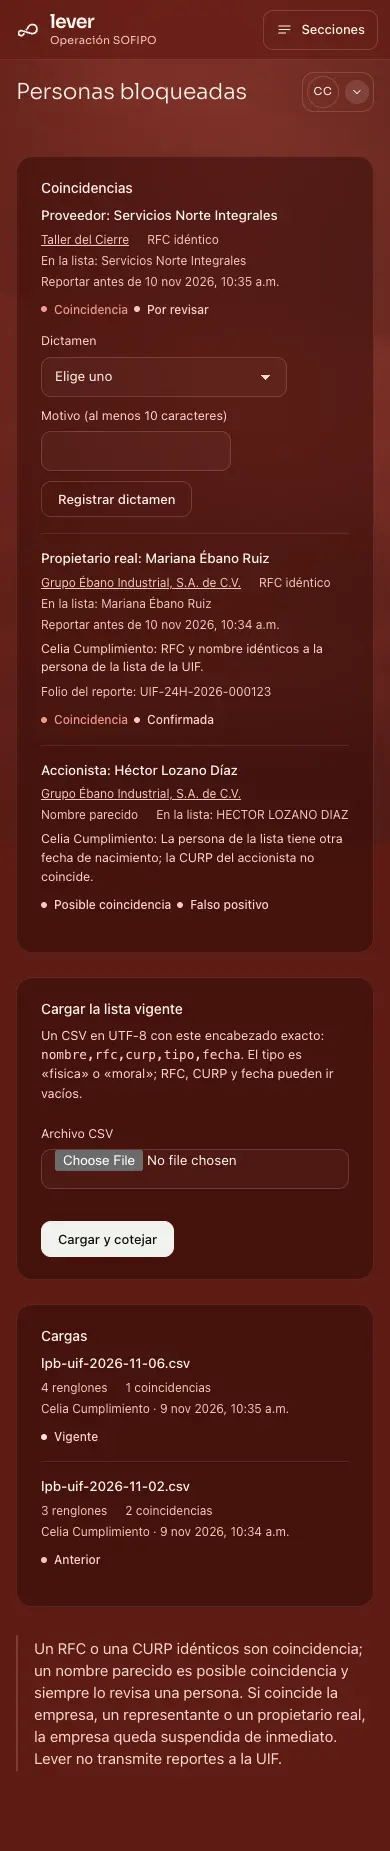 lever
Operación SOFIPO
Secciones
Personas bloqueadas
CC
Coincidencias
Proveedor: Servicios Norte Integrales
Taller del Cierre RFC idéntico
En la lista: Servicios Norte Integrales
Reportar antes de 10 nov 2026, 10:35 a.m.
Coincidencia Por revisar
Dictamen
Elige uno
Motivo (al menos 10 caracteres)
Registrar dictamen
Propietario real: Mariana Ébano Ruiz
Grupo Ébano Industrial, S.A. de C.V. RFC idéntico
En la lista: Mariana Ébano Ruiz
Reportar antes de 10 nov 2026, 10:34 a.m.
Celia Cumplimiento: RFC y nombre idénticos a la
persona de la lista de la UIF.
Folio del reporte: UIF-24H-2026-000123
Coincidencia Confirmada
Accionista: Héctor Lozano Díaz
Grupo Ébano Industrial, S.A. de C.V.
Nombre parecido En la lista: HECTOR LOZANO DIAZ
Celia Cumplimiento: La persona de la lista tiene otra
fecha de nacimiento; la CURP del accionista no
coincide.
Posible coincidencia Falso positivo
Cargar la lista vigente
Un CSV en UTF-8 con este encabezado exacto:
nombre,rfc,curp,tipo,fecha. El tipo es
«fisica» o «moral»; RFC, CURP y fecha pueden ir
vacíos.
Archivo CSV
Choose File No file chosen
Cargar y cotejar
Cargas
lpb-uif-2026-11-06.csv
4 renglones 1 coincidencias
Celia Cumplimiento · 9 nov 2026, 10:35 a.m.
Vigente
lpb-uif-2026-11-02.csv
3 renglones 2 coincidencias
Celia Cumplimiento · 9 nov 2026, 10:34 a.m.
Anterior
Un RFC o una CURP idénticos son coincidencia;
un nombre parecido es posible coincidencia y
siempre lo revisa una persona. Si coincide la
empresa, un representante o un propietario real,
la empresa queda suspendida de inmediato.
Lever no transmite reportes a la UIF.